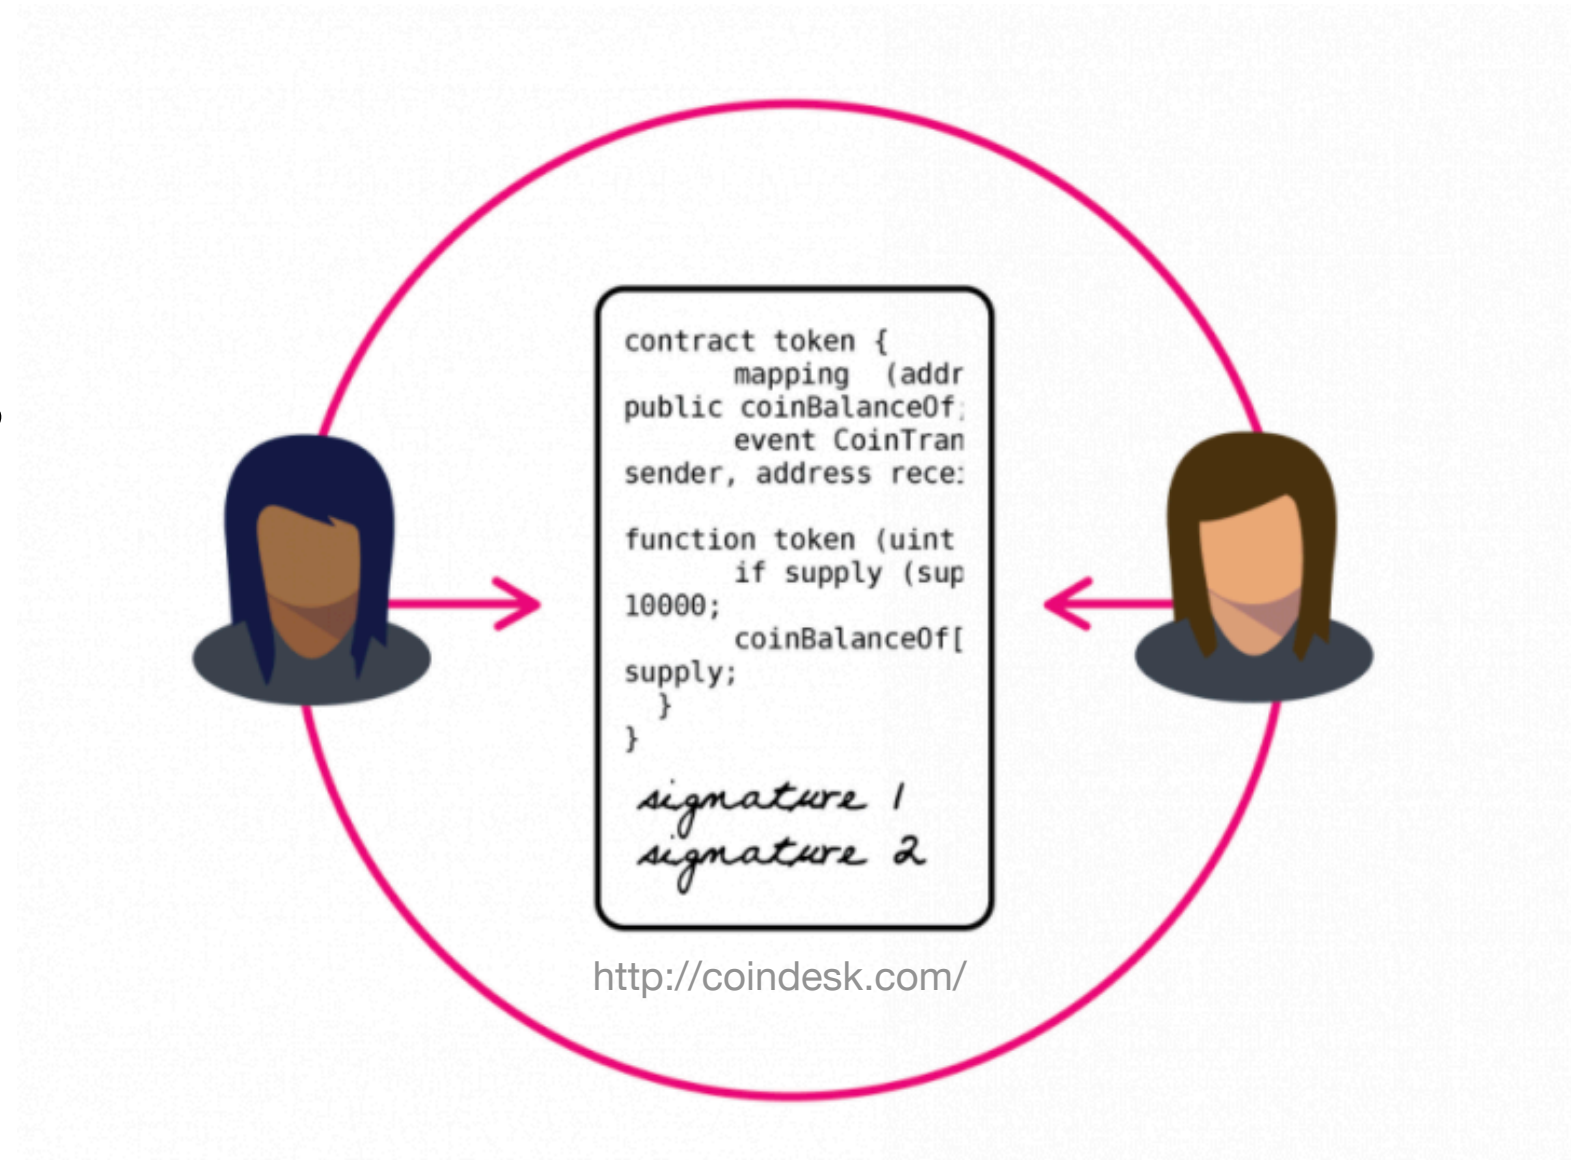 contract token {
mapping (addr
public coinBalanceOf;
event CoinTran
sender, address recei
function token (uint
if supply (sup
10000;
coinBalanceOf[
supply;
}
}
signature 1
signature 2
http://coindesk.com/